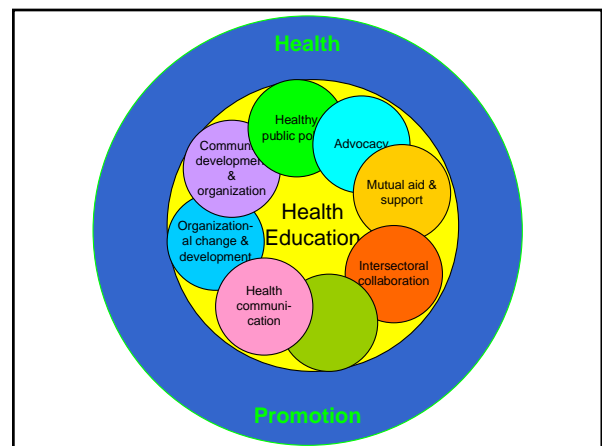 Health
Healthy
public po
Advocacy
Commun
developme
&
organization
Mutual aid &
support
Health
Education
Organization-
al change &
development
Intersectoral
collaboration
Health
communi-
cation
Promotion